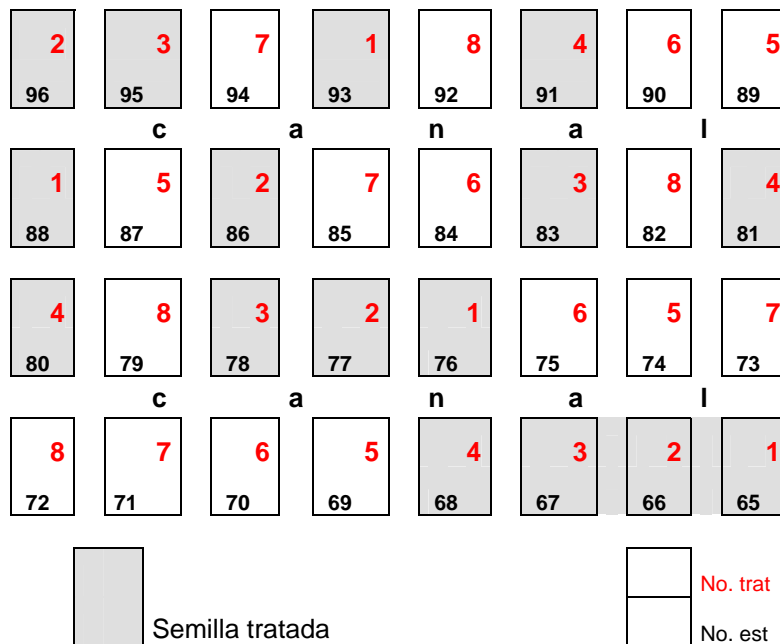 2 3 7 1 8 4 6 5
96 95 94 93 92 91 90 89
c a n a l
1 5 2 7 6 3 8 4
88 87 86 85 84 83 82 81
4 8 3 2 1 6 5 7
80 79 78 77 76 75 74 73
c a n a l
8 7 6 5 4 3 2 1
72 71 70 69 68 67 66 65
No. trat
Semilla tratada No. est